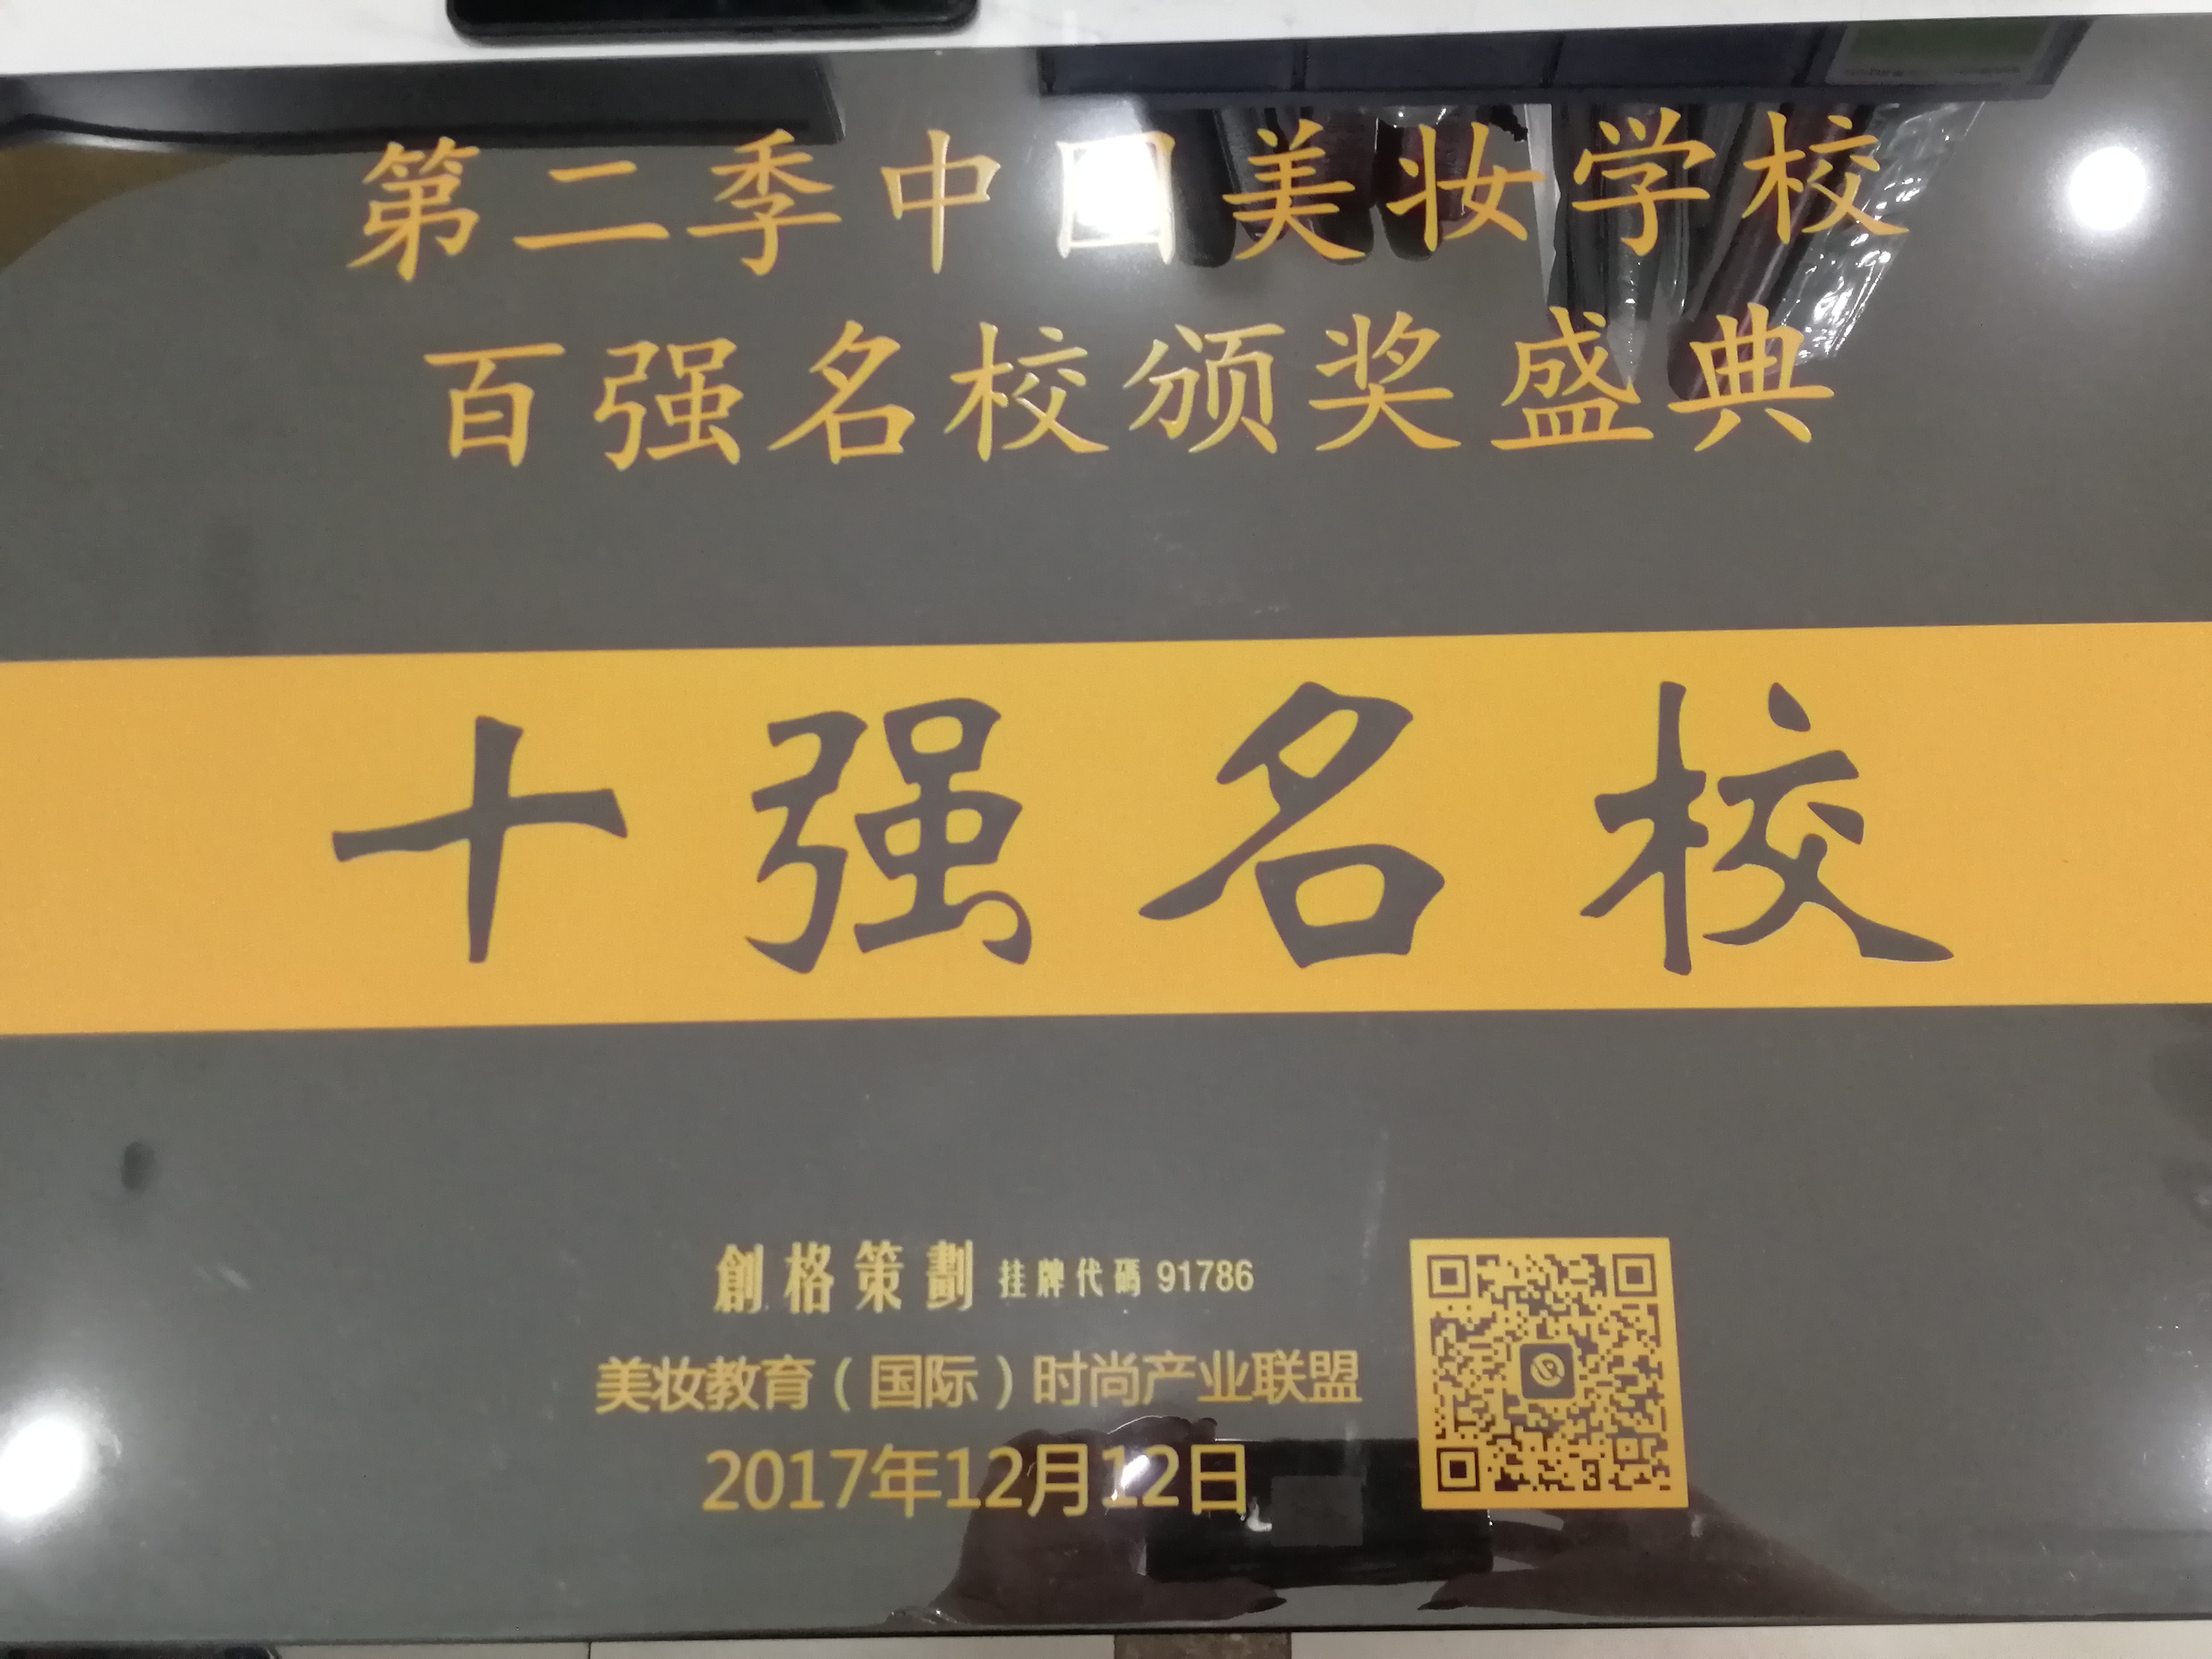 第二季中国美妆学校
百强名校颁奖盛典
十强名校
創格策劃 挂牌代碼 91786
美妆教育（国际）时尚产业联盟
2017年12月12日